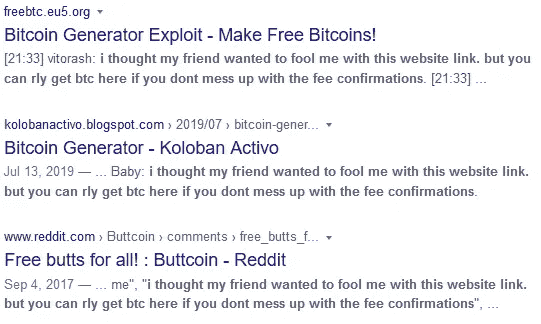 freebtc.eu5.org
Bitcoin Generator Exploit - Make Free Bitcoins!
[21:33] vitorash: i thought my friend wanted to fool me with this website link. but you
can rly get btc here if you dont mess up with the fee confirmations. [21:33] ...
kolobanactivo.blogspot.com › 2019/07 › bitcoin-gener...
Bitcoin Generator - Koloban Activo
Jul 13, 2019 — ... Baby: i thought my friend wanted to fool me with this website link.
but you can rly get btc here if you dont mess up with the fee confirmations.
www.reddit.com › Buttcoin › comments › free_butts_f...
Free butts for all! : Buttcoin - Reddit
Sep 4, 2017 — ... me", "i thought my friend wanted to fool me with this website link.
but you can rly get btc here if you dont mess up with the fee confirmations", ...